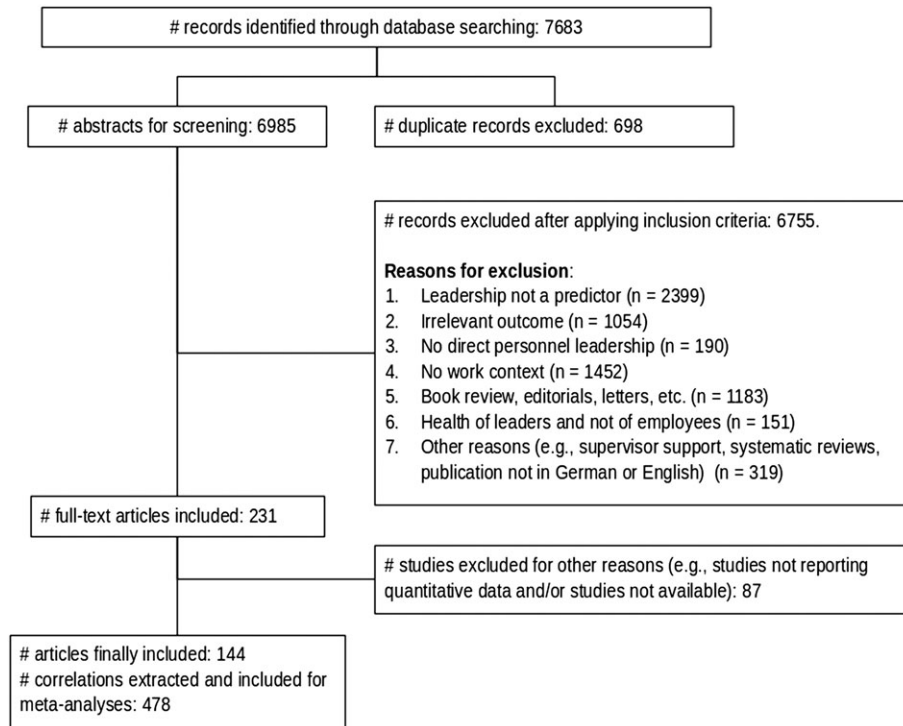 # records identified through database searching: 7683
# abstracts for screening: 6985
# duplicate records excluded: 698
# records excluded after applying inclusion criteria: 6755.
Reasons for exclusion:
1. Leadership not a predictor (n = 2399)
2. Irrelevant outcome (n = 1054)
3. No direct personnel leadership (n = 190)
4. No work context (n = 1452)
5. Book review, editorials, letters, etc. (n = 1183)
6. Health of leaders and not of employees (n = 151)
7. Other reasons (e.g., supervisor support, systematic reviews,
publication not in German or English) (n = 319)
# full-text articles included: 231
# studies excluded for other reasons (e.g., studies not reporting
quantitative data and/or studies not available): 87
# articles finally included: 144
# correlations extracted and included for
meta-analyses: 478